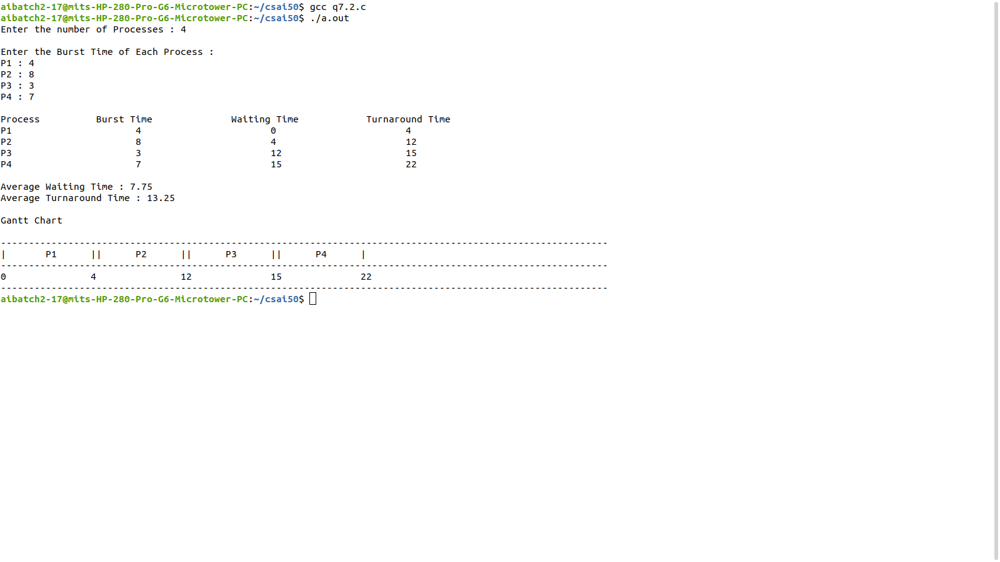 aibatch2-17@mits-HP-280-Pro-G6-Microtower-PC:~/csai50$ gcc q7.2.c
aibatch2-17@mits-HP-280-Pro-G6-Microtower-PC:~/csai50$ ./a.out
Enter the number of Processes : 4
Enter the Burst Time of Each Process :
P1 : 4
P2 : 8
P3 : 3
P4 : 7
Process Burst Time Waiting Time Turnaround Time
P1 4 0 4
P2 8 4 12
P3 3 12 15
P4 7 15 22
Average Waiting Time : 7.75
Average Turnaround Time : 13.25
Gantt Chart
------------------------------------------------------------------------------------------------------------
| P1 || P2 || P3 || P4 |
------------------------------------------------------------------------------------------------------------
0 4 12 15 22
------------------------------------------------------------------------------------------------------------
aibatch2-17@mits-HP-280-Pro-G6-Microtower-PC:~/csai50$